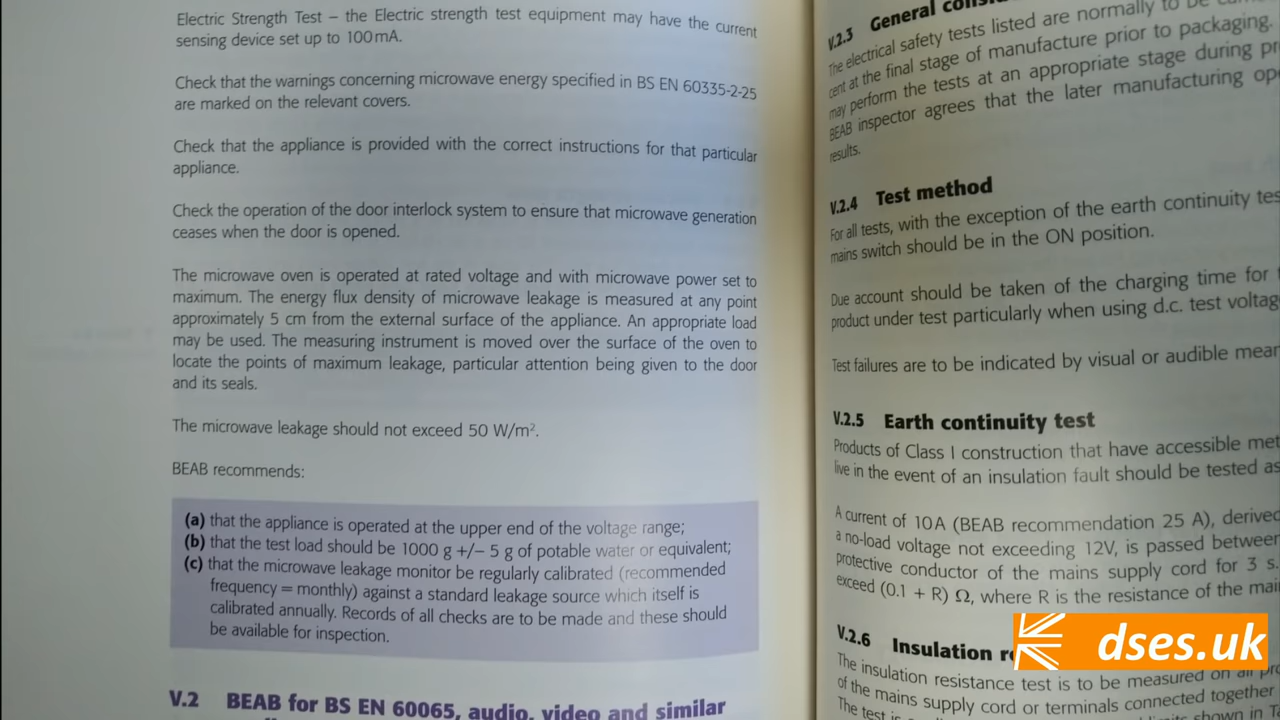 Electric Strength Test – the Electric strength test equipment may have the current
sensing device set up to 100mA.
Check that the warnings concerning microwave energy specified in BS EN 60335-2-25
are marked on the relevant covers.
Check that the appliance is provided with the correct instructions for that particular
appliance.
Check the operation of the door interlock system to ensure that microwave generation
ceases when the door is opened.
The microwave oven is operated at rated voltage and with microwave power set to
maximum. The energy flux density of microwave leakage is measured at any point
approximately 5 cm from the external surface of the appliance. An appropriate load
may be used. The measuring instrument is moved over the surface of the oven to
locate the points of maximum leakage, particular attention being given to the door
and its seals.
The microwave leakage should not exceed 50 W/m².
BEAB recommends:
(a) that the appliance is operated at the upper end of the voltage range;
(b) that the test load should be 1000 g +/– 5 g of potable water or equivalent;
(c) that the microwave leakage monitor be regularly calibrated (recommended
frequency = monthly) against a standard leakage source which itself is
calibrated annually. Records of all checks are to be made and these should
be available for inspection.
V.2 BEAB for BS EN 60065, audio, video and similar
V.2.3 General
The electrical safety tests listed are normally to be
cent at the final stage of manufacture prior to packaging.
may perform the tests at an appropriate stage during
BEAB inspector agrees that the later manufacturing
results.
V.2.4 Test method
For all tests, with the exception of the earth continuity
mains switch should be in the ON position.
Due account should be taken of the charging time for
product under test particularly when using d.c. test
Test failures are to be indicated by visual or audible
V.2.5 Earth continuity test
Products of Class I construction that have accessible
live in the event of an insulation fault should be tested as
A current of 10A (BEAB recommendation 25 A), derived
a no-load voltage not exceeding 12V, is passed between
protective conductor of the mains supply cord for 3 s.
exceed (0.1 + R) Ω, where R is the resistance of the
V.2.6 Insulation
The insulation resistance test is to be measured on all
of the mains supply cord or terminals connected together
The test is shown in
dses.uk